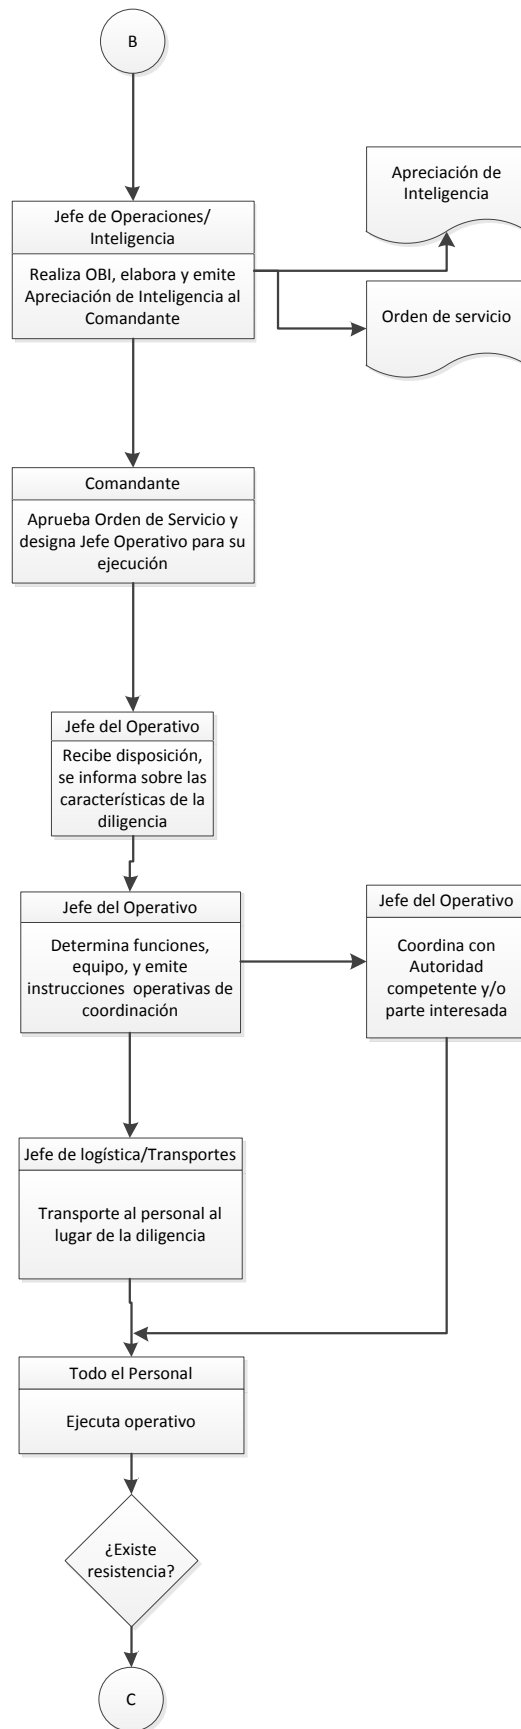 B
Jefe de Operaciones/
Inteligencia
Realiza OBI, elabora y emite
Apreciación de Inteligencia al
Comandante
Apreciación de
Inteligencia
Orden de servicio
Comandante
Aprueba Orden de Servicio y
designa Jefe Operativo para su
ejecución
Jefe del Operativo
Recibe disposición,
se informa sobre las
características de la
diligencia
Jefe del Operativo
Determina funciones,
equipo, y emite
instrucciones operativas de
coordinación
Jefe del Operativo
Coordina con
Autoridad
competente y/o
parte interesada
Jefe de logística/Transportes
Transporte al personal al
lugar de la diligencia
Todo el Personal
Ejecuta operativo
¿Existe
resistencia?
C